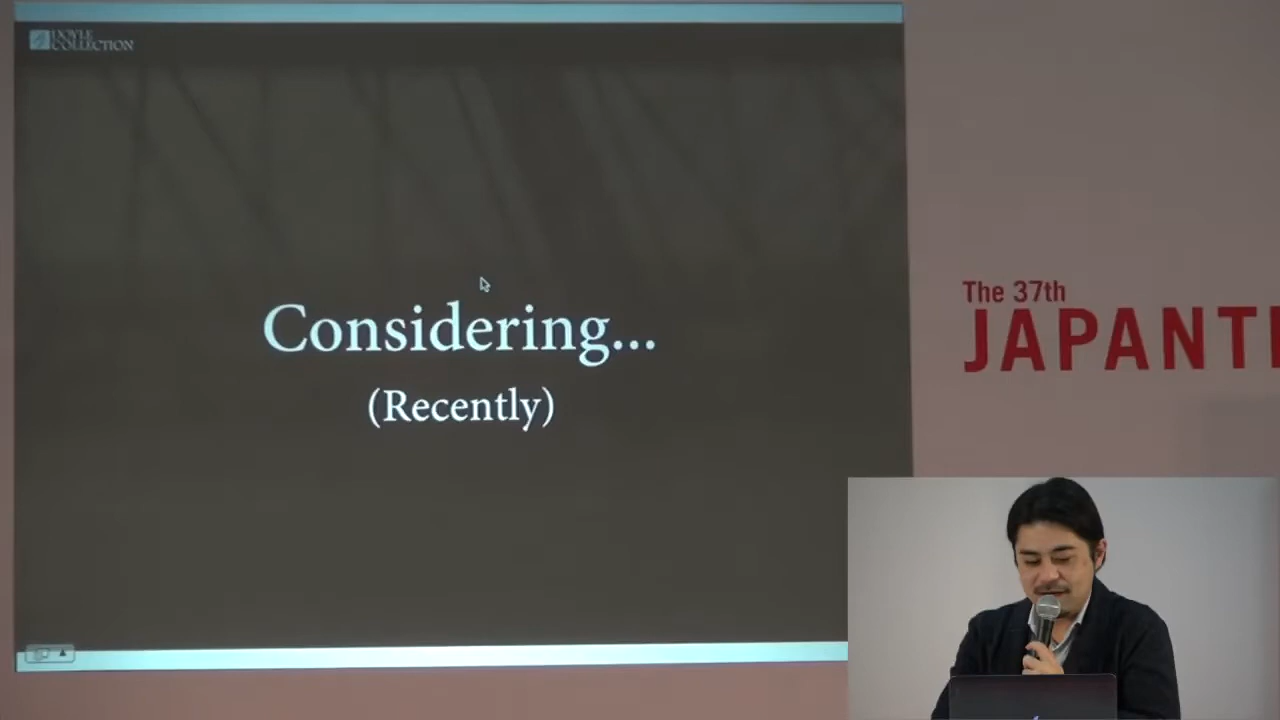 DOYLE
COLLECTION
Considering...
(Recently)
The 37th
JAPANT